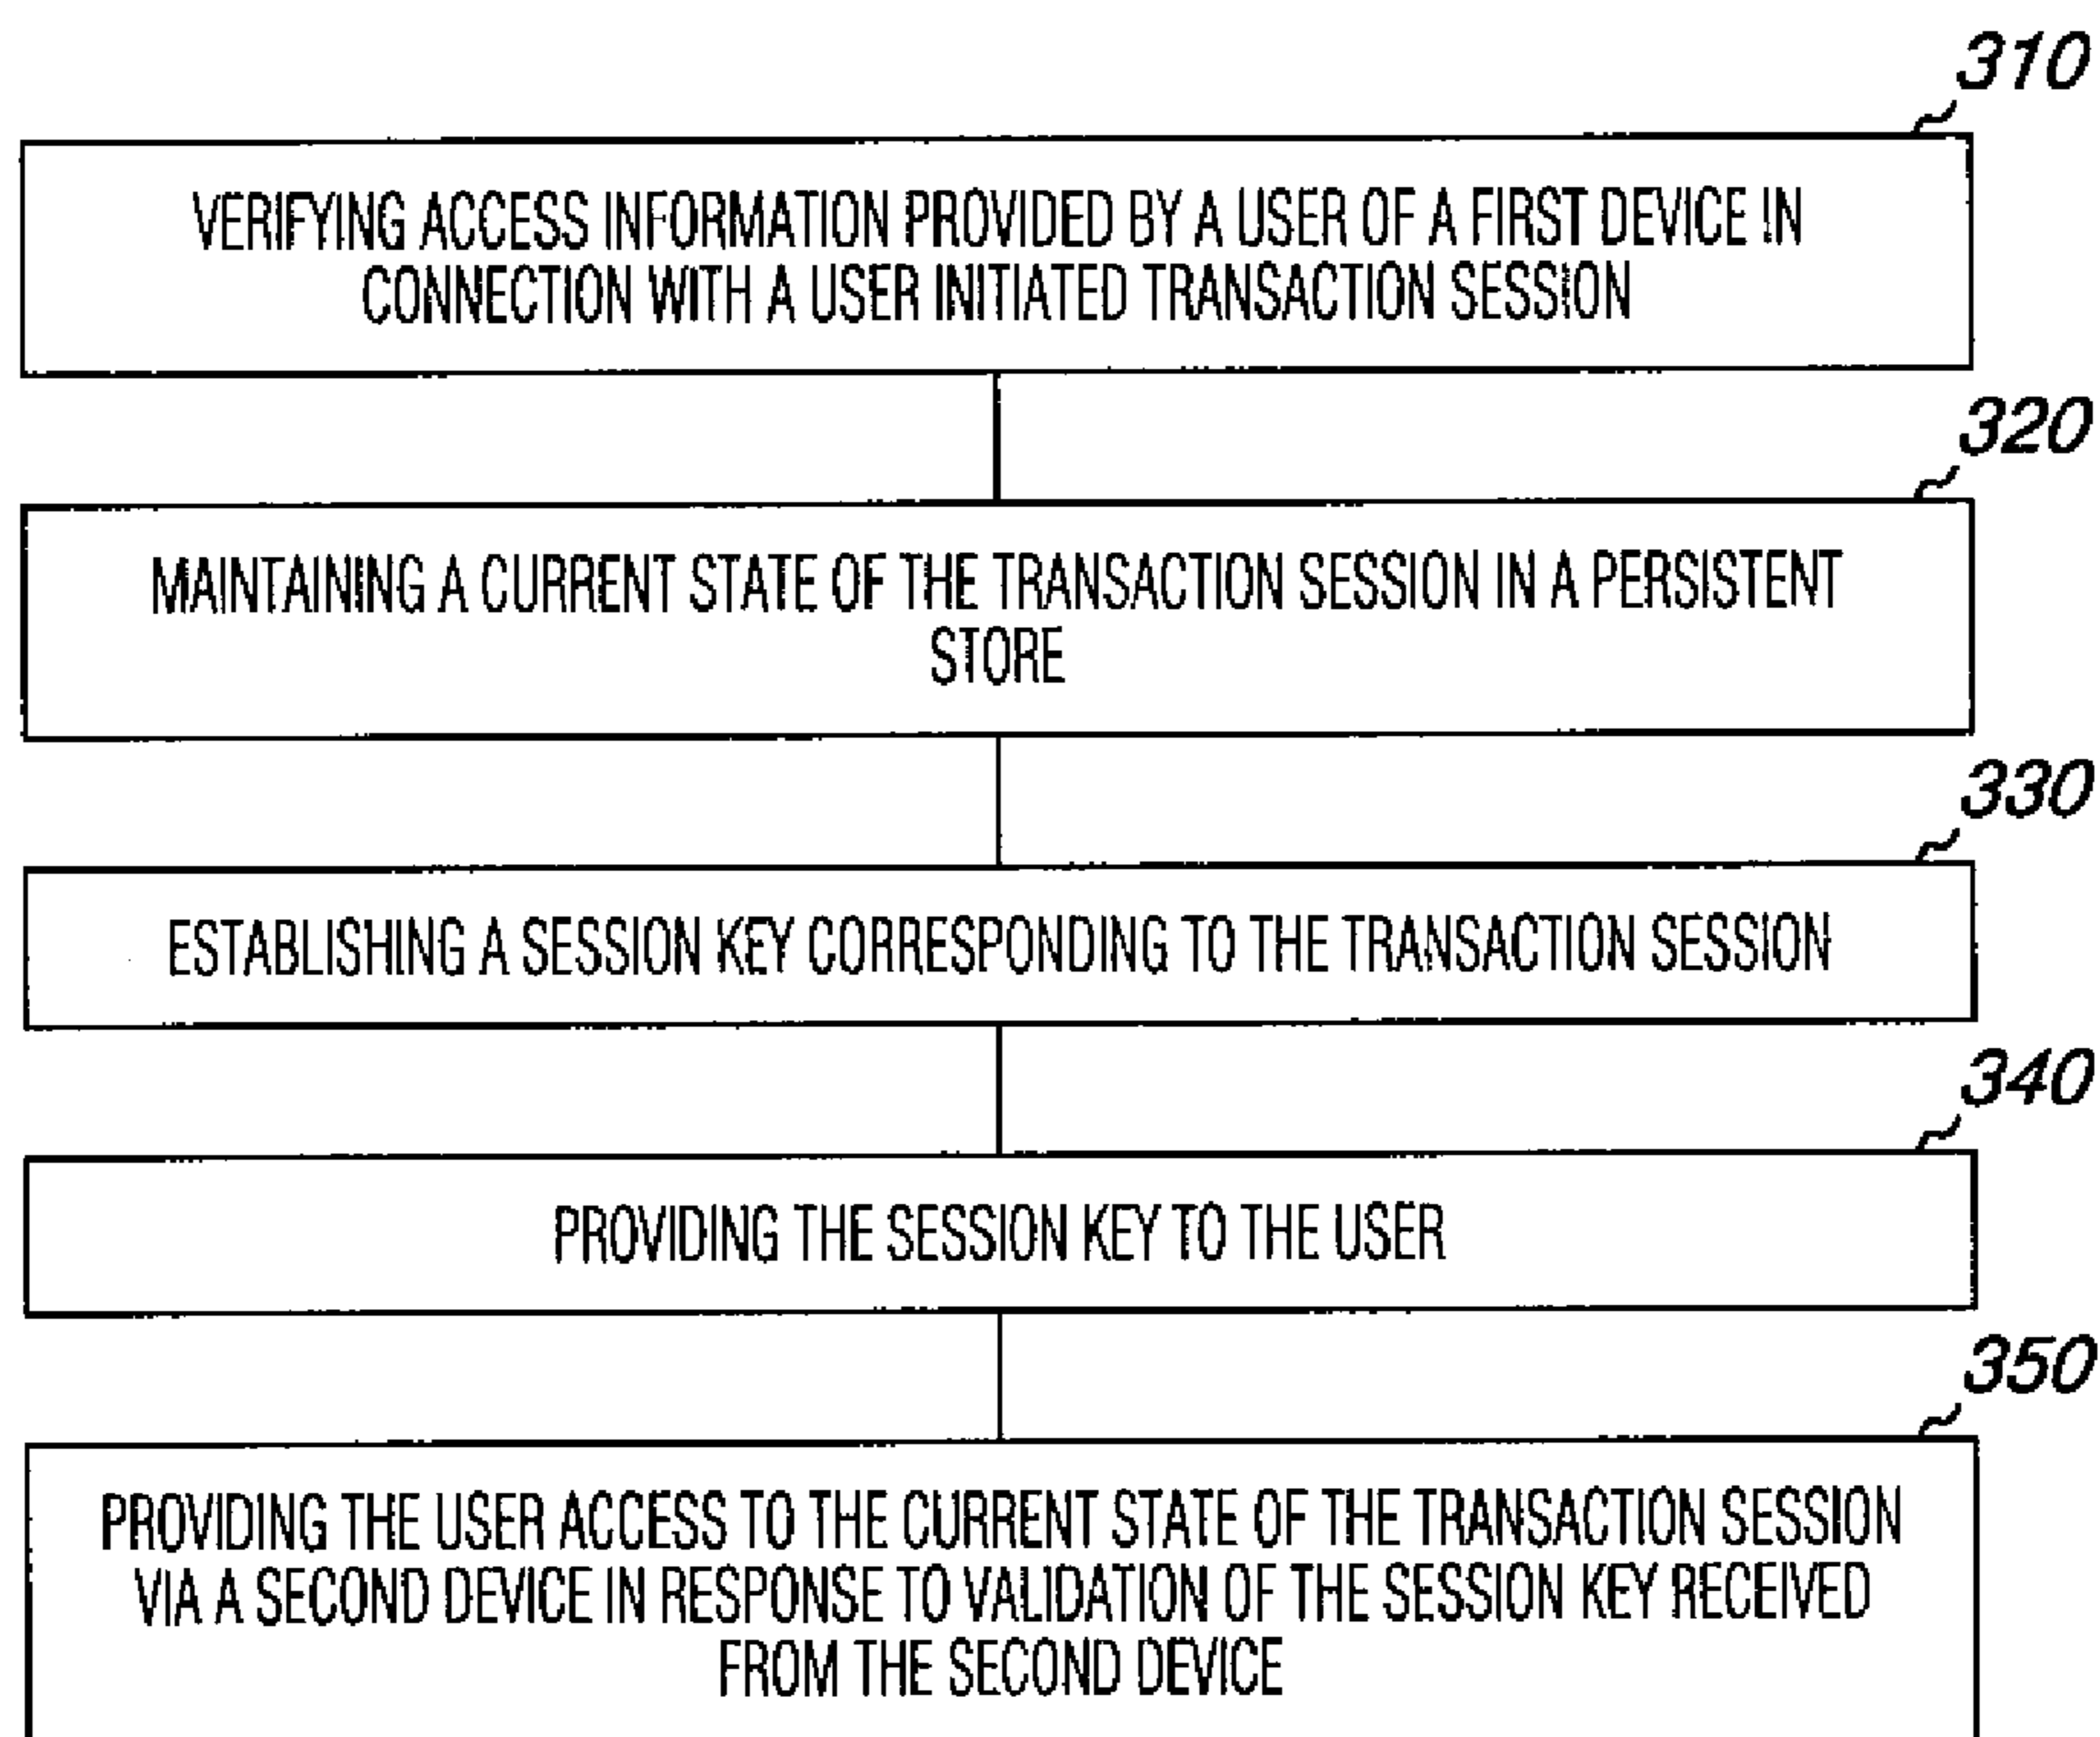 310
VERIFYING ACCESS INFORMATION PROVIDED BY A USER OF A FIRST DEVICE IN
CONNECTION WITH A USER INITIATED TRANSACTION SESSION
320
MAINTAINING A CURRENT STATE OF THE TRANSACTION SESSION IN A PERSISTENT
STORE
330
ESTABLISHING A SESSION KEY CORRESPONDING TO THE TRANSACTION SESSION
340
PROVIDING THE SESSION KEY TO THE USER
350
PROVIDING THE USER ACCESS TO THE CURRENT STATE OF THE TRANSACTION SESSION
VIA A SECOND DEVICE IN RESPONSE TO VALIDATION OF THE SESSION KEY RECEIVED
FROM THE SECOND DEVICE